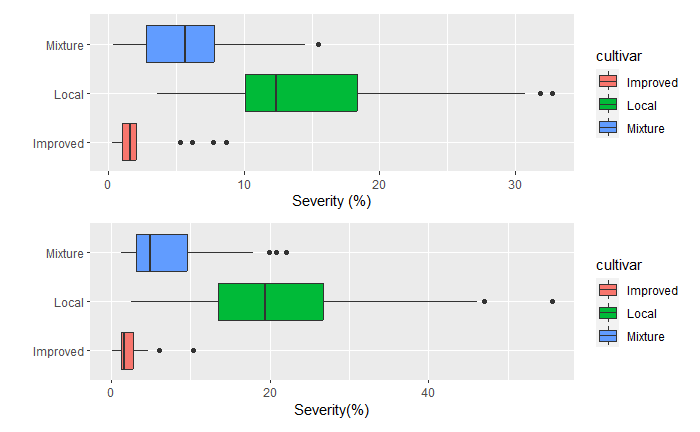 Mixture
Local
Improved
0 10 20 30
Severity (%)
cultivar
Improved
Local
Mixture
Mixture
Local
Improved
0 20 40
Severity(%)
cultivar
Improved
Local
Mixture